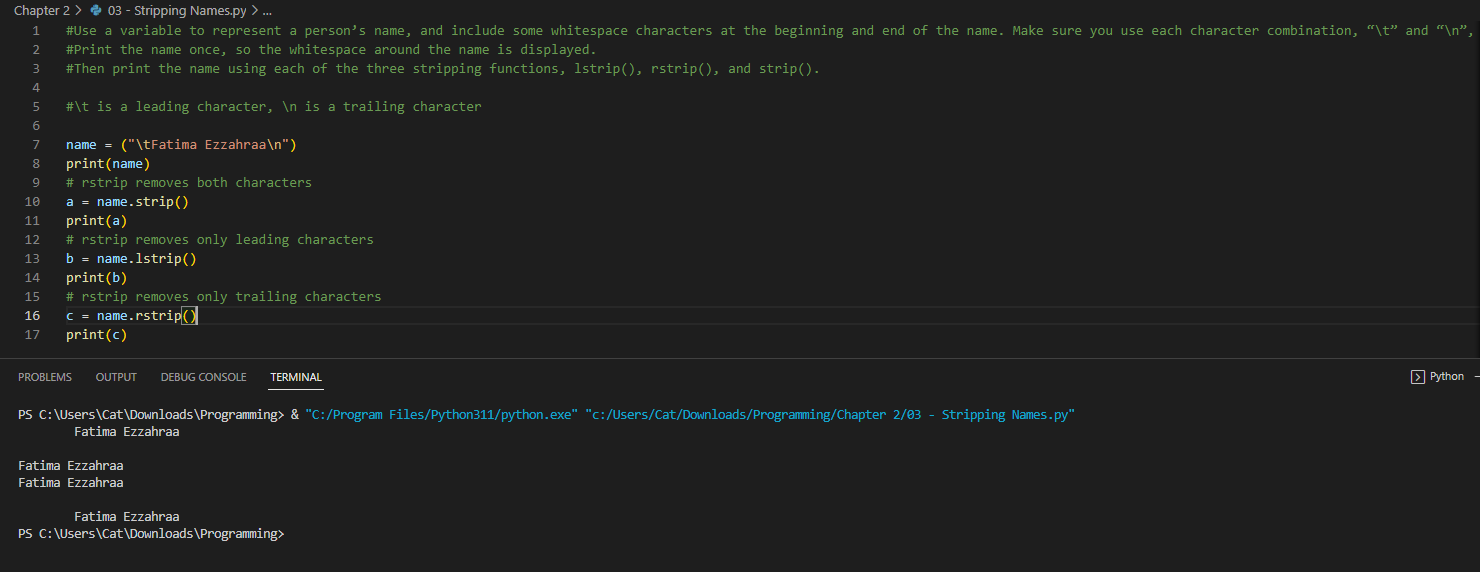 Chapter 2 > 03 - Stripping Names.py > ...
1 #Use a variable to represent a person’s name, and include some whitespace characters at the beginning and end of the name. Make sure you use each character combination, “\t” and “\n”,
2 #Print the name once, so the whitespace around the name is displayed.
3 #Then print the name using each of the three stripping functions, lstrip(), rstrip(), and strip().
4
5 #\t is a leading character, \n is a trailing character
6
7 name = ("\tFatima Ezzahraa\n")
8 print(name)
9 # rstrip removes both characters
10 a = name.strip()
11 print(a)
12 # rstrip removes only leading characters
13 b = name.lstrip()
14 print(b)
15 # rstrip removes only trailing characters
16 c = name.rstrip()
17 print(c)
PROBLEMS OUTPUT DEBUG CONSOLE TERMINAL Python
PS C:\Users\Cat\Downloads\Programming> & "C:/Program Files/Python311/python.exe" "c:/Users/Cat/Downloads/Programming/Chapter 2/03 - Stripping Names.py"
        Fatima Ezzahraa

Fatima Ezzahraa
Fatima Ezzahraa

        Fatima Ezzahraa
PS C:\Users\Cat\Downloads\Programming>